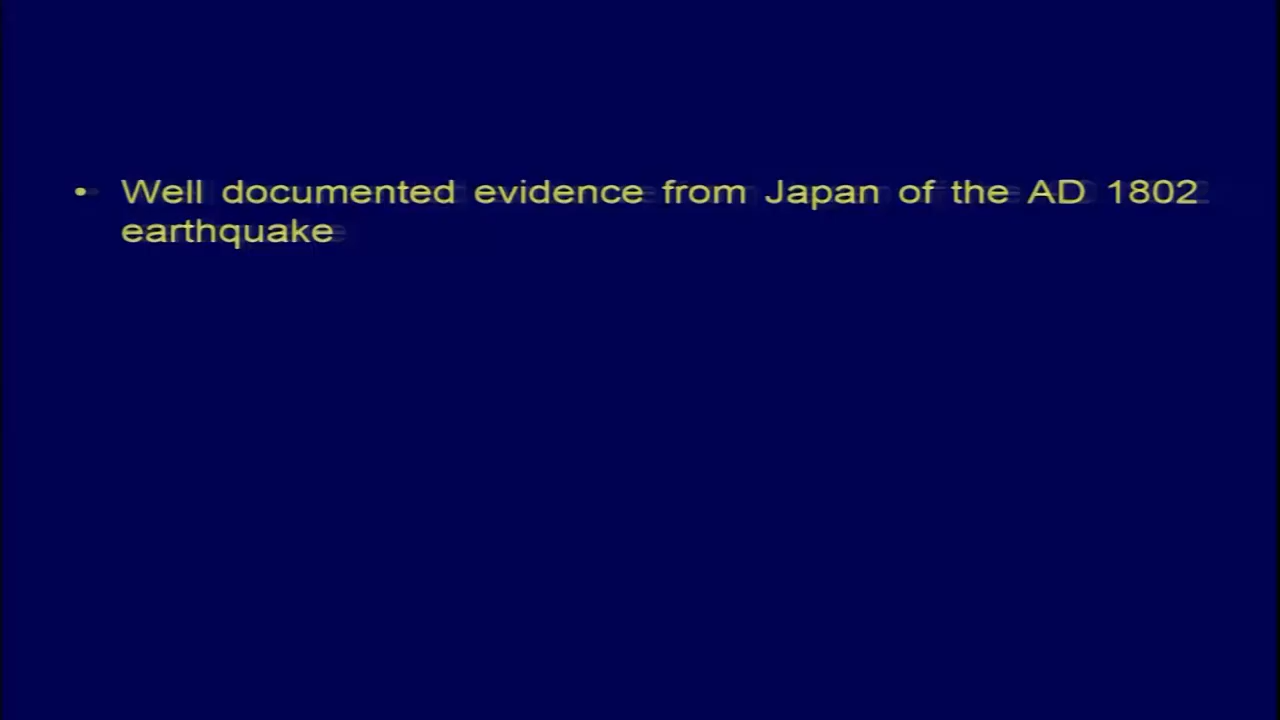 • Well documented evidence from Japan of the AD 1802
earthquake